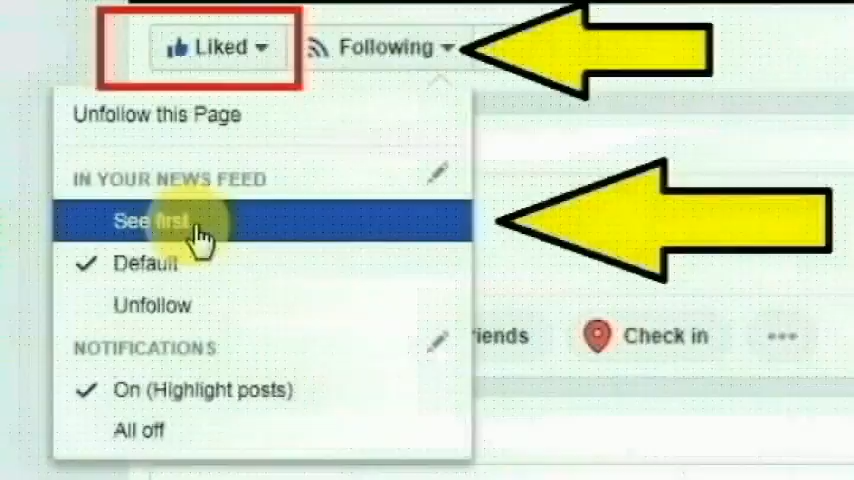 Liked Following
Unfollow this Page
IN YOUR NEWS FEED
See first
Default
Unfollow
riends Check in
NOTIFICATIONS
On (Highlight posts)
All off